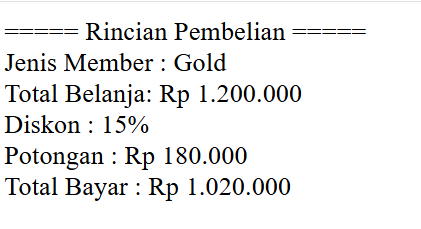 ===== Rincian Pembelian =====
Jenis Member : Gold
Total Belanja: Rp 1.200.000
Diskon : 15%
Potongan : Rp 180.000
Total Bayar : Rp 1.020.000